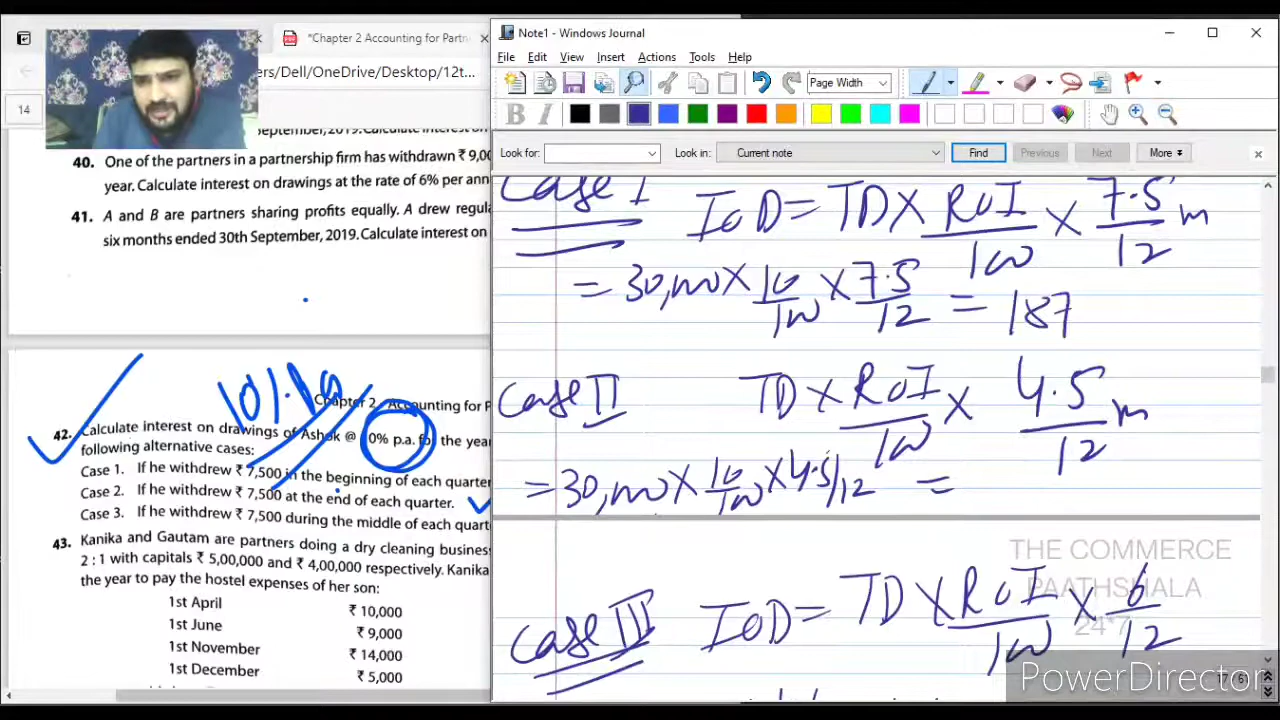 *Chapter 2 Accounting for Partn
ers/Dell/OneDrive/Desktop/12t...
14
September, 2019. Calculate interest on
40. One of the partners in a partnership firm has withdrawn ₹ 9,00
year. Calculate interest on drawings at the rate of 6% per ann
41. A and B are partners sharing profits equally. A drew regula
six months ended 30th September, 2019. Calculate interest on
10% pa
Chapter 2 Accounting for P
42. Calculate interest on drawings of Ashok @ 10% p.a. for the year
following alternative cases:
Case 1. If he withdrew ₹ 7,500 in the beginning of each quarter
Case 2. If he withdrew ₹ 7,500 at the end of each quarter.
Case 3. If he withdrew ₹ 7,500 during the middle of each quart
43. Kanika and Gautam are partners doing a dry cleaning business
2 : 1 with capitals ₹ 5,00,000 and ₹ 4,00,000 respectively. Kanika
the year to pay the hostel expenses of her son:
1st April ₹ 10,000
1st June ₹ 9,000
1st November ₹ 14,000
1st December ₹ 5,000
Note1 - Windows Journal
File Edit View Insert Actions Tools Help
Page Width
B I
Look for: Look in: Current note Find Previous Next More
Case I IOD = TD × ROI/100 × 7.5/12 m
= 30,000 × 10/100 × 7.5/12 = 187
Case II TD × ROI/100 × 4.5/12 m
= 30,000 × 10/100 × 4.5/12 =
THE COMMERCE
PAATHSHALA
24*7
Case III IOD = TD × ROI/100 × 6/12
PowerDirector